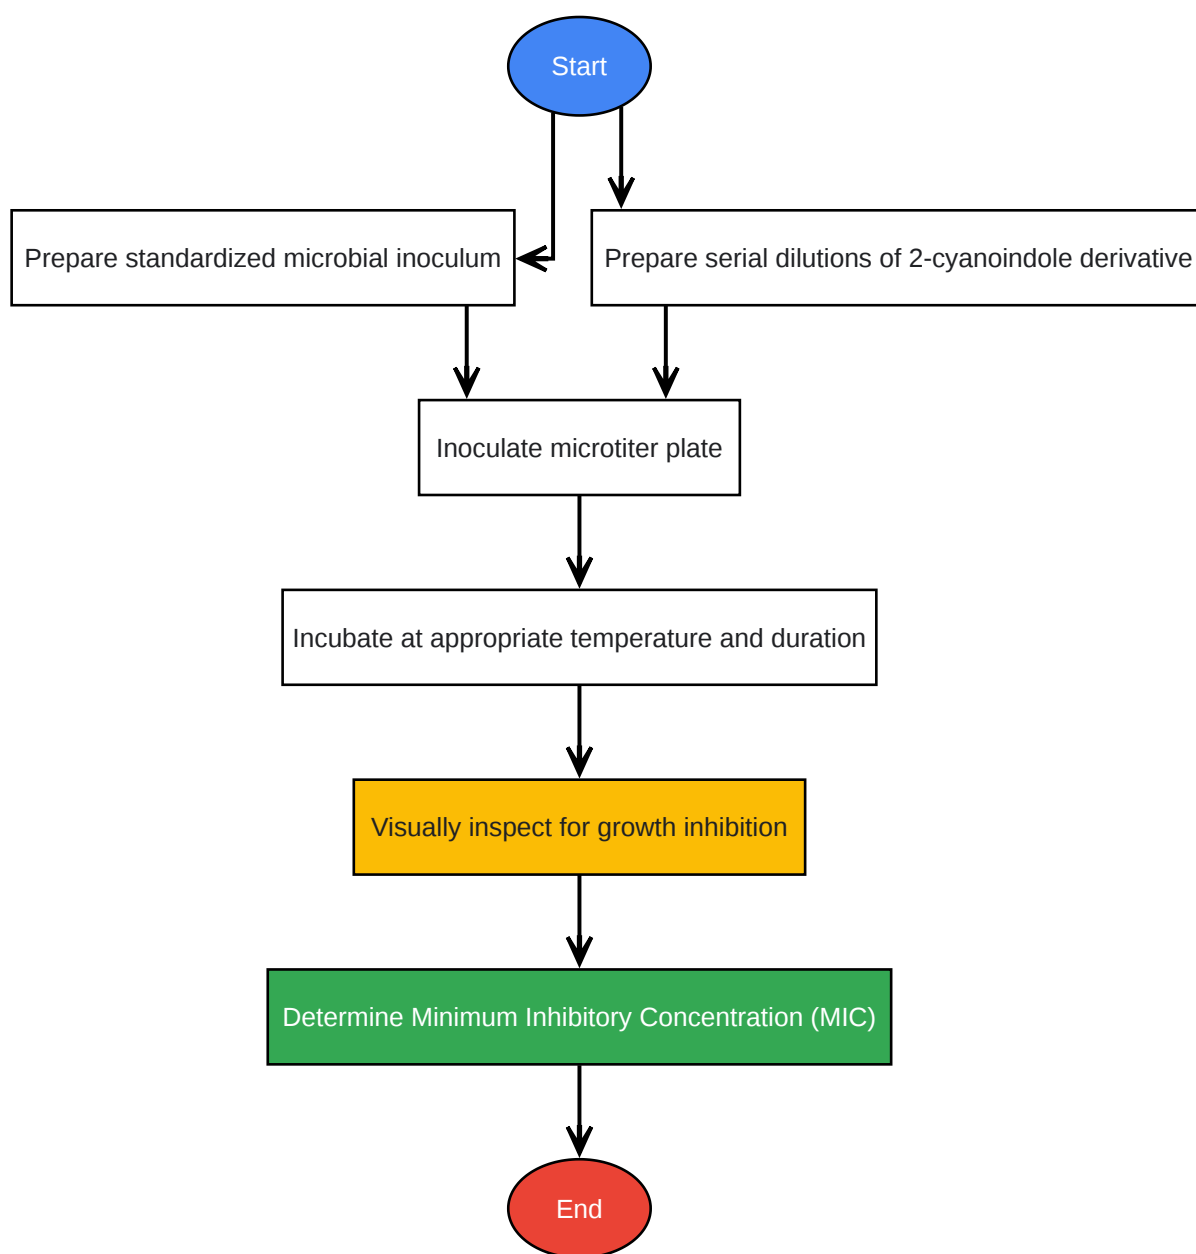 Start
Prepare standardized microbial inoculum
Prepare serial dilutions of 2-cyanoindole derivative
Inoculate microtiter plate
Incubate at appropriate temperature and duration
Visually inspect for growth inhibition
Determine Minimum Inhibitory Concentration (MIC)
End